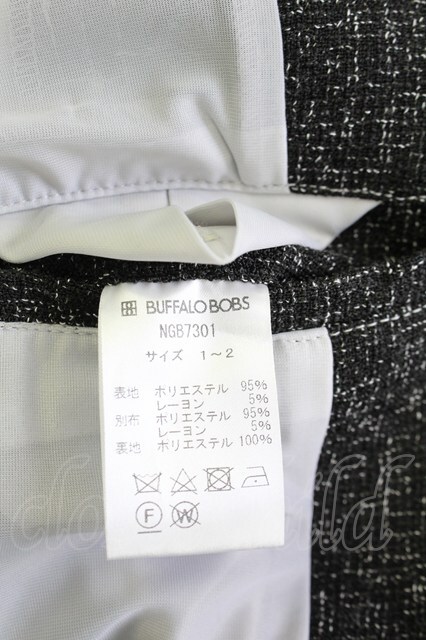 BUFFALO BOBS
NGB7301
サイズ 1〜2
表地 ポリエステル 95%
レーヨン 5%
別布 ポリエステル 95%
レーヨン 5%
裏地 ポリエステル 100%
F W